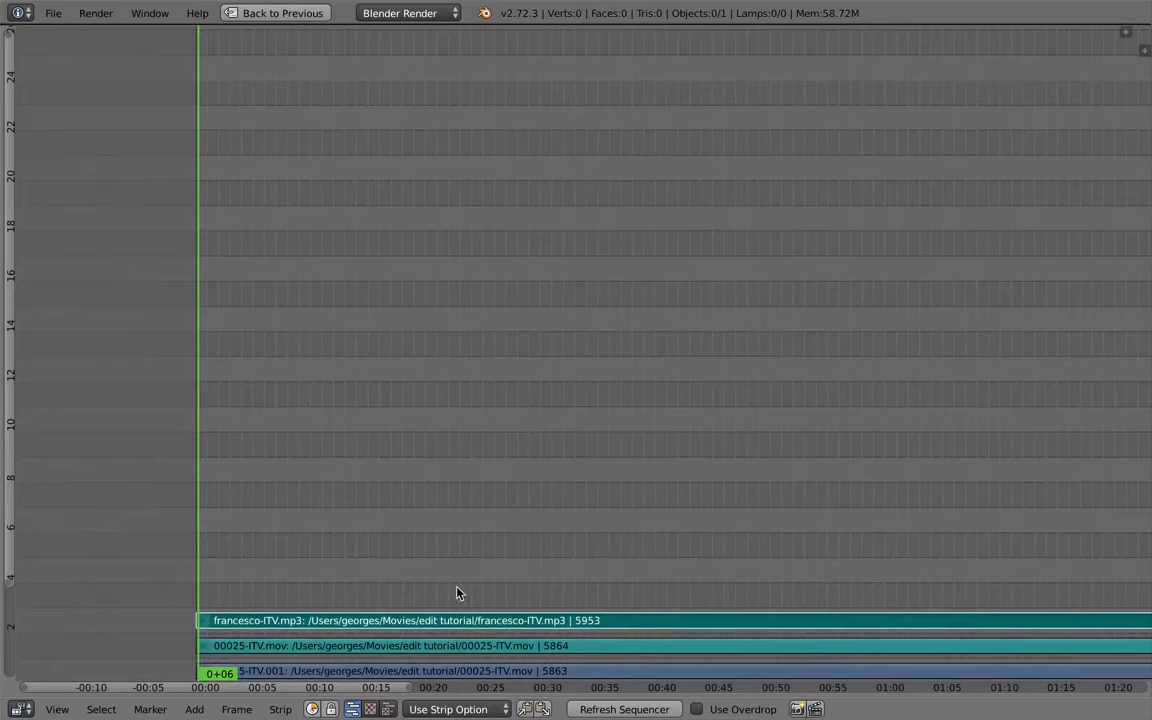 File Render Window Help Back to Previous Blender Render v2.72.3 | Verts:0 | Faces:0 | Tris:0 | Objects:0/1 | Lamps:0/0 | Mem:58.72M
24
22
20
18
16
14
12
10
8
6
4
francesco-ITV.mp3: /Users/georges/Movies/edit tutorial/francesco-ITV.mp3 | 5953
2
00025-ITV.mov: /Users/georges/Movies/edit tutorial/00025-ITV.mov | 5864
0+06 5-ITV.001: /Users/georges/Movies/edit tutorial/00025-ITV.mov | 5863
-00:10 -00:05 00:00 00:05 00:10 00:15 00:20 00:25 00:30 00:35 00:40 00:45 00:50 00:55 01:00 01:05 01:10 01:15 01:20
View Select Marker Add Frame Strip Use Strip Option Refresh Sequencer Use Overdrop